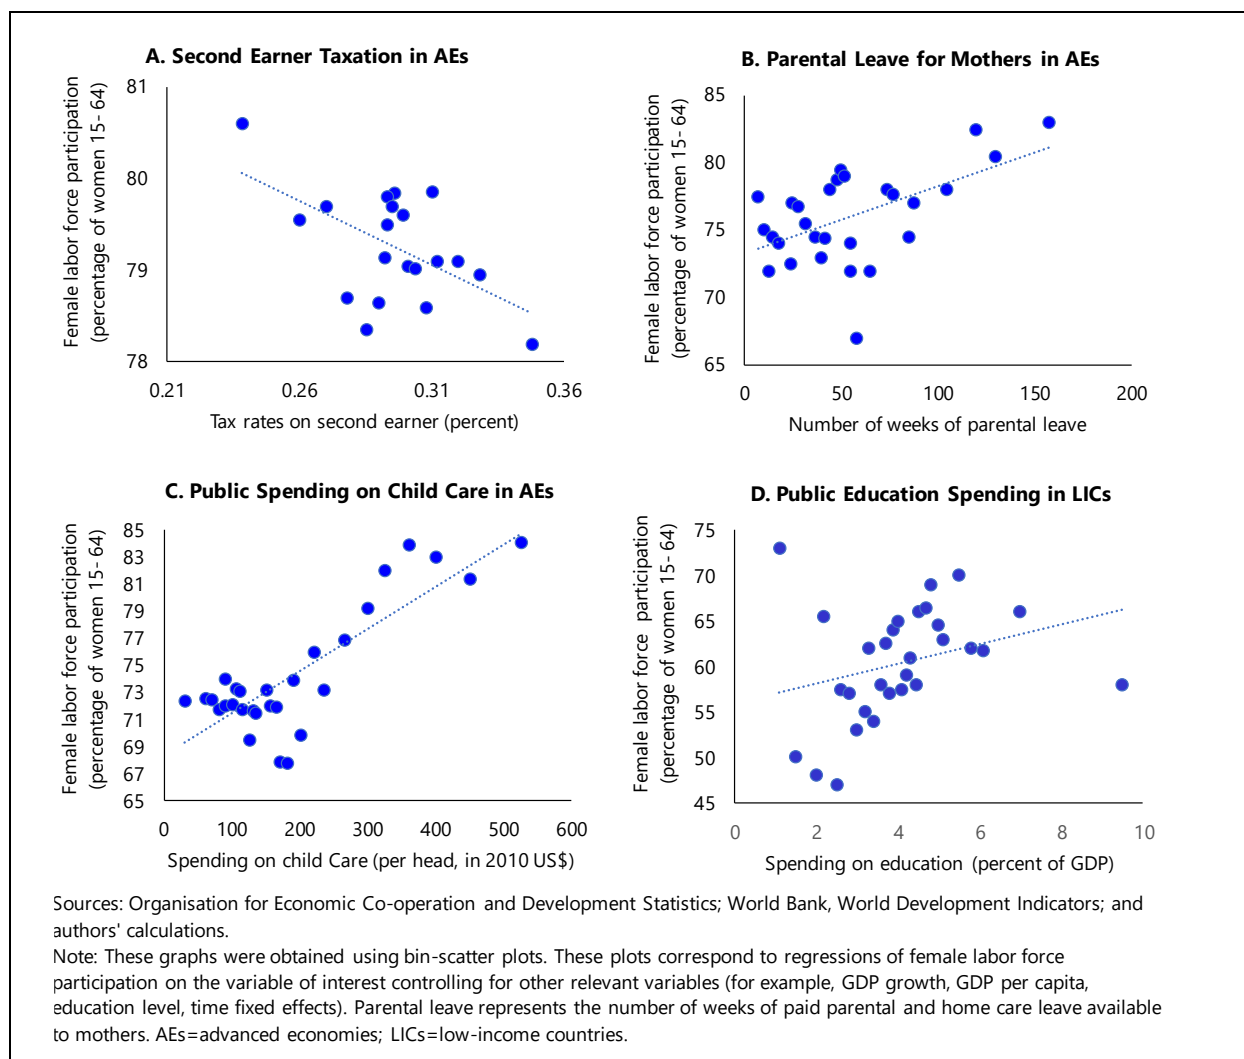 A. Second Earner Taxation in AEs
Female labor force participation
(percentage of women 15- 64)
81
80
79
78
0.21
0.26
0.31
0.36
Tax rates on second earner (percent)
B. Parental Leave for Mothers in AEs
Female labor force participation
(percentage of women 15- 64)
85
80
75
70
65
0
50
100
150
200
Number of weeks of parental leave
C. Public Spending on Child Care in AEs
Female labor force participation
(percentage of women 15- 64)
85
83
81
79
77
75
73
71
69
67
65
0
100
200
300
400
500
600
Spending on child Care (per head, in 2010 US$)
D. Public Education Spending in LICs
Female labor force participation
(percentage of women 15- 64)
75
70
65
60
55
50
45
0
2
4
6
8
10
Spending on education (percent of GDP)
Sources: Organisation for Economic Co-operation and Development Statistics; World Bank, World Development Indicators; and
authors' calculations.
Note: These graphs were obtained using bin-scatter plots. These plots correspond to regressions of female labor force
participation on the variable of interest controlling for other relevant variables (for example, GDP growth, GDP per capita,
education level, time fixed effects). Parental leave represents the number of weeks of paid parental and home care leave available
to mothers. AEs=advanced economies; LICs=low-income countries.